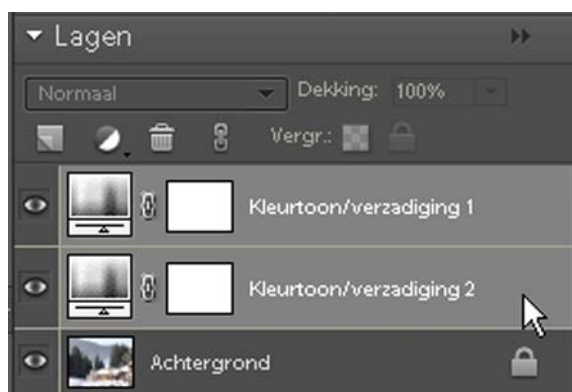 Lagen
Normaal Dekking: 100%
Vergr.:
Kleurtoon/verzadiging 1
Kleurtoon/verzadiging 2
Achtergrond